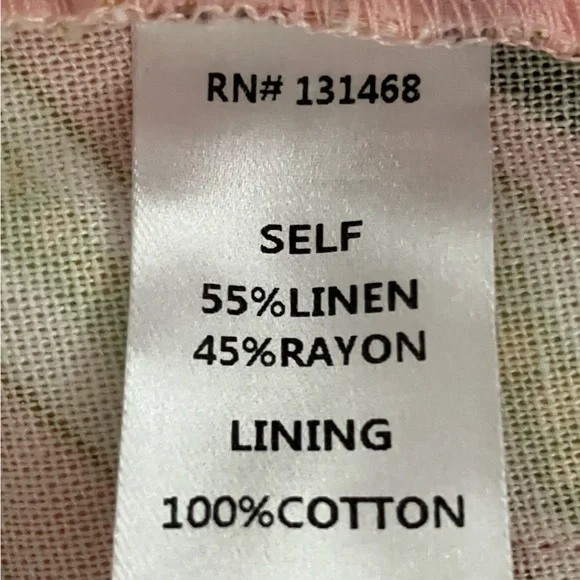 RN# 131468
SELF
55%LINEN
45%RAYON
LINING
100%COTTON